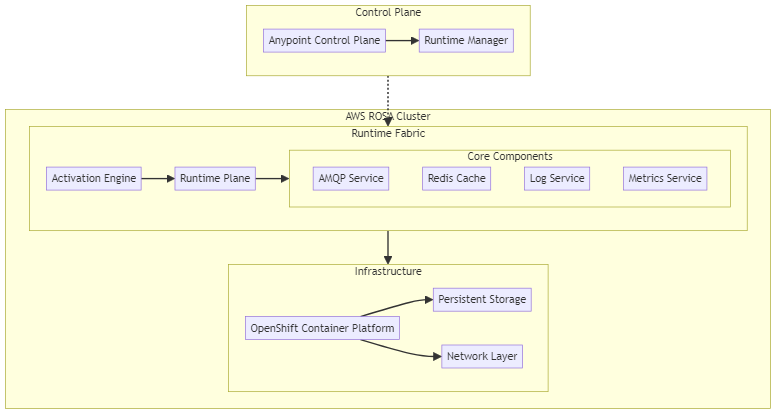 Control Plane
Anypoint Control Plane
Runtime Manager
AWS ROSA Cluster
Runtime Fabric
Core Components
Activation Engine
Runtime Plane
AMQP Service
Redis Cache
Log Service
Metrics Service
Infrastructure
Persistent Storage
OpenShift Container Platform
Network Layer